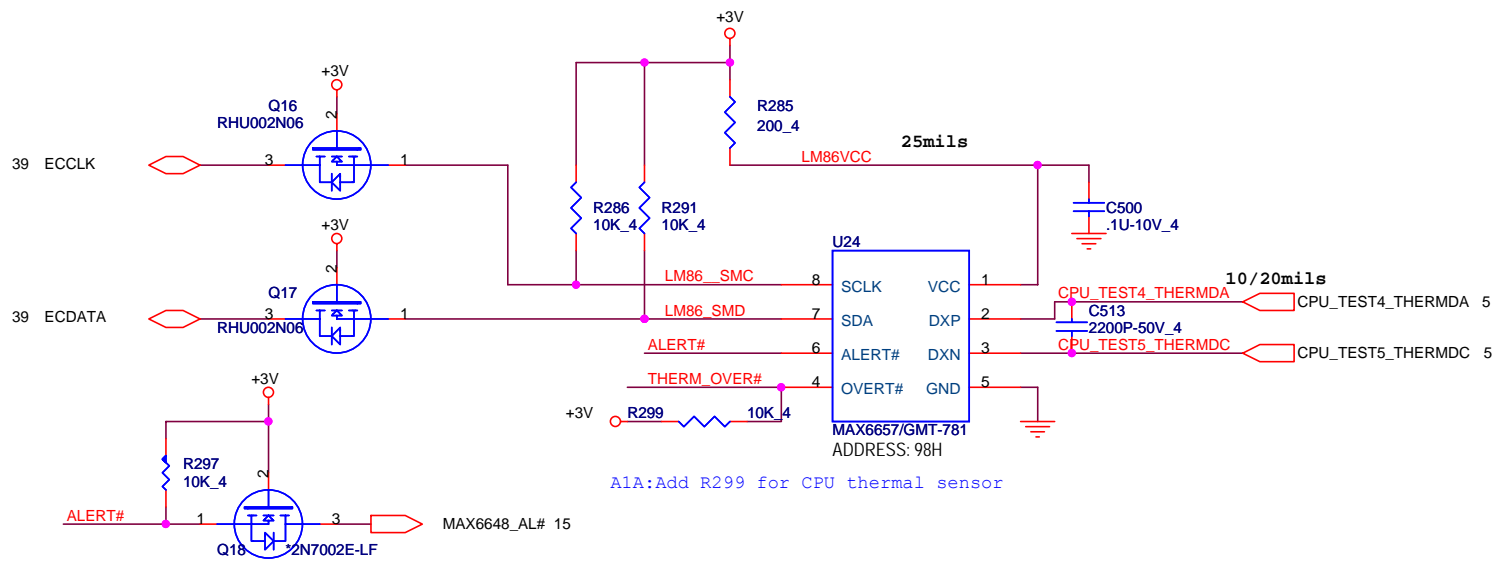 +3V
+3V
Q16
RHU002N06
2
39 ECCLK
3
1
R285
200_4
25mils
LM86VCC
R286
10K_4
R291
10K_4
C500
.1U-10V_4
+3V
2
Q17
RHU002N06
39 ECDATA
3
1
U24
LM86__SMC
8 SCLK
VCC 1
LM86_SMD
7 SDA
DXP 2
ALERT#
6 ALERT#
DXN 3
THERM_OVER#
4 OVERT#
GND 5
10/20mils
CPU_TEST4_THERMDA
CPU_TEST4_THERMDA 5
C513
2200P-50V_4
CPU_TEST5_THERMDC
CPU_TEST5_THERMDC 5
+3V
R299
10K_4
MAX6657/GMT-781
ADDRESS: 98H
A1A:Add R299 for CPU thermal sensor
+3V
R297
10K_4
2
ALERT#
1
3
MAX6648_AL# 15
Q18
*2N7002E-LF